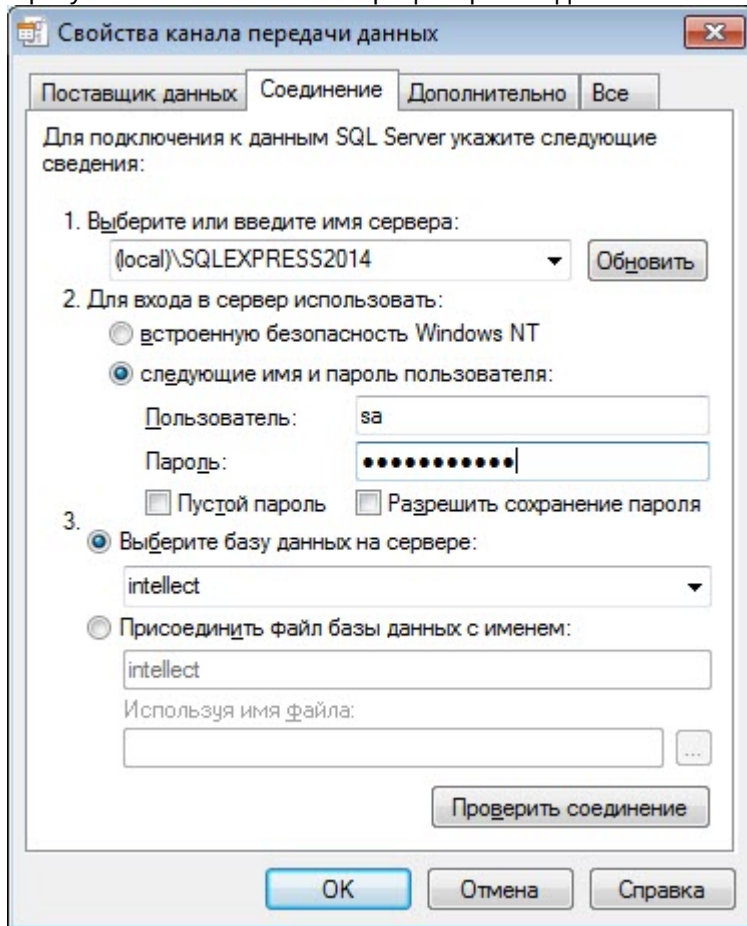 Свойства канала передачи данных
Поставщик данных Соединение Дополнительно Все
Для подключения к данным SQL Server укажите следующие
сведения:
1. Выберите или введите имя сервера:
(local)\SQLEXPRESS2014 Обновить
2. Для входа в сервер использовать:
встроенную безопасность Windows NT
следующие имя и пароль пользователя:
Пользователь: sa
Пароль: ●●●●●●●●●●●
Пустой пароль Разрешить сохранение пароля
3.
Выберите базу данных на сервере:
intellect
Присоединить файл базы данных с именем:
intellect
Используя имя файла:
...
Проверить соединение
OK Отмена Справка